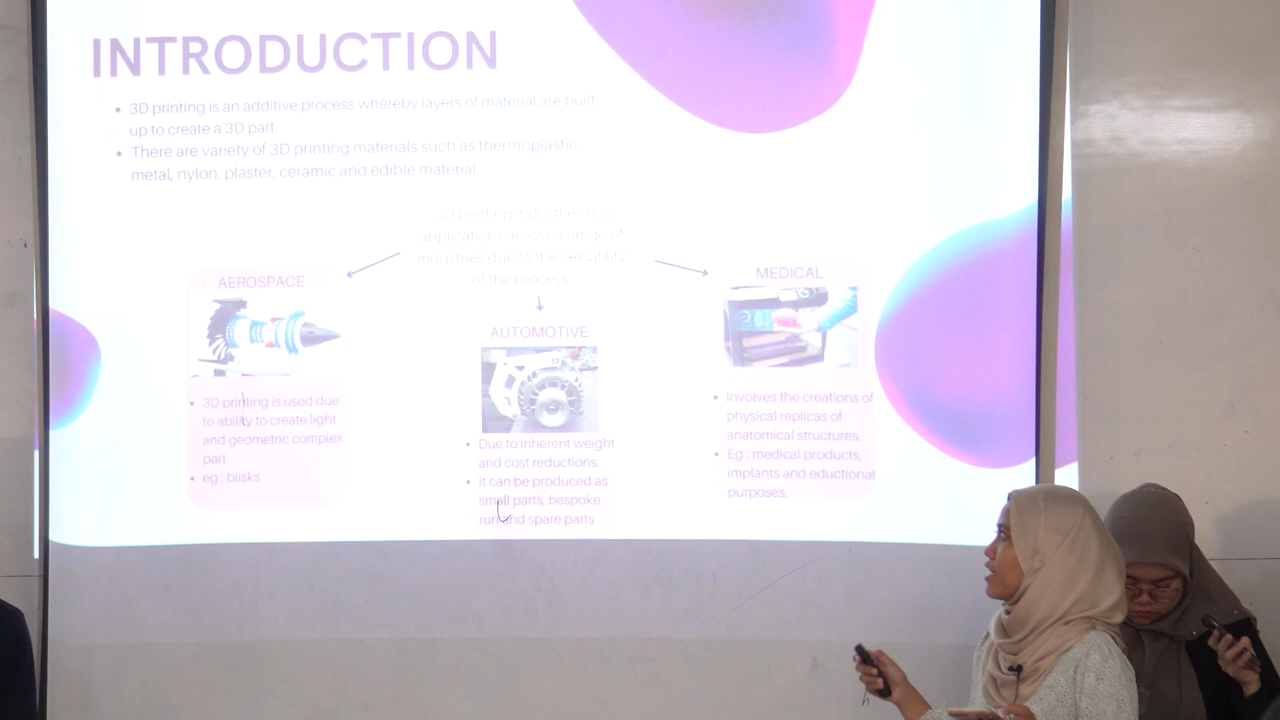 INTRODUCTION
• 3D printing is an additive process whereby layers of material are built
up to create a 3D part.
• There are variety of 3D printing materials such as thermoplastic,
metal, nylon, plaster, ceramic and edible material.
3D printing industries has
applications across a range of
industries due to the versatility
of the process
AEROSPACE
• 3D printing is used due
to ability to create light
and geometric complex
part
• eg : blisks
AUTOMOTIVE
• Due to inherent weight
and cost reductions.
• It can be produced as
small parts, bespoke
run and spare parts
MEDICAL
• Involves the creations of
physical replicas of
anatomical structures.
• Eg : medical products,
implants and eductional
purposes.